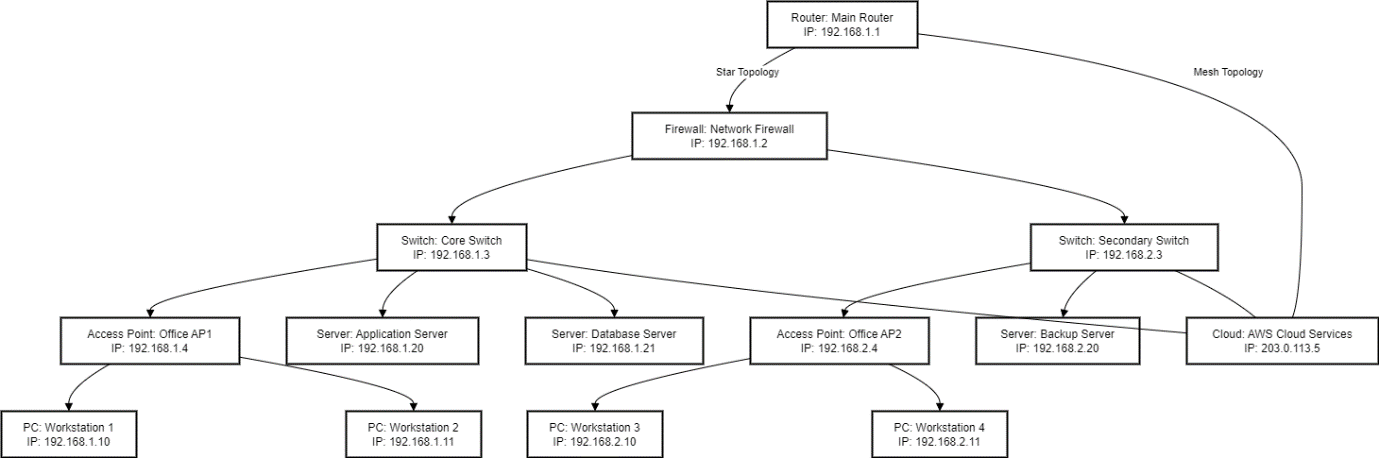 Router: Main Router
IP: 192.168.1.1
Star Topology
Mesh Topology
Firewall: Network Firewall
IP: 192.168.1.2
Switch: Core Switch
IP: 192.168.1.3
Switch: Secondary Switch
IP: 192.168.2.3
Access Point: Office AP1
IP: 192.168.1.4
Server: Application Server
IP: 192.168.1.20
Server: Database Server
IP: 192.168.1.21
Access Point: Office AP2
IP: 192.168.2.4
Server: Backup Server
IP: 192.168.2.20
Cloud: AWS Cloud Services
IP: 203.0.113.5
PC: Workstation 1
IP: 192.168.1.10
PC: Workstation 2
IP: 192.168.1.11
PC: Workstation 3
IP: 192.168.2.10
PC: Workstation 4
IP: 192.168.2.11